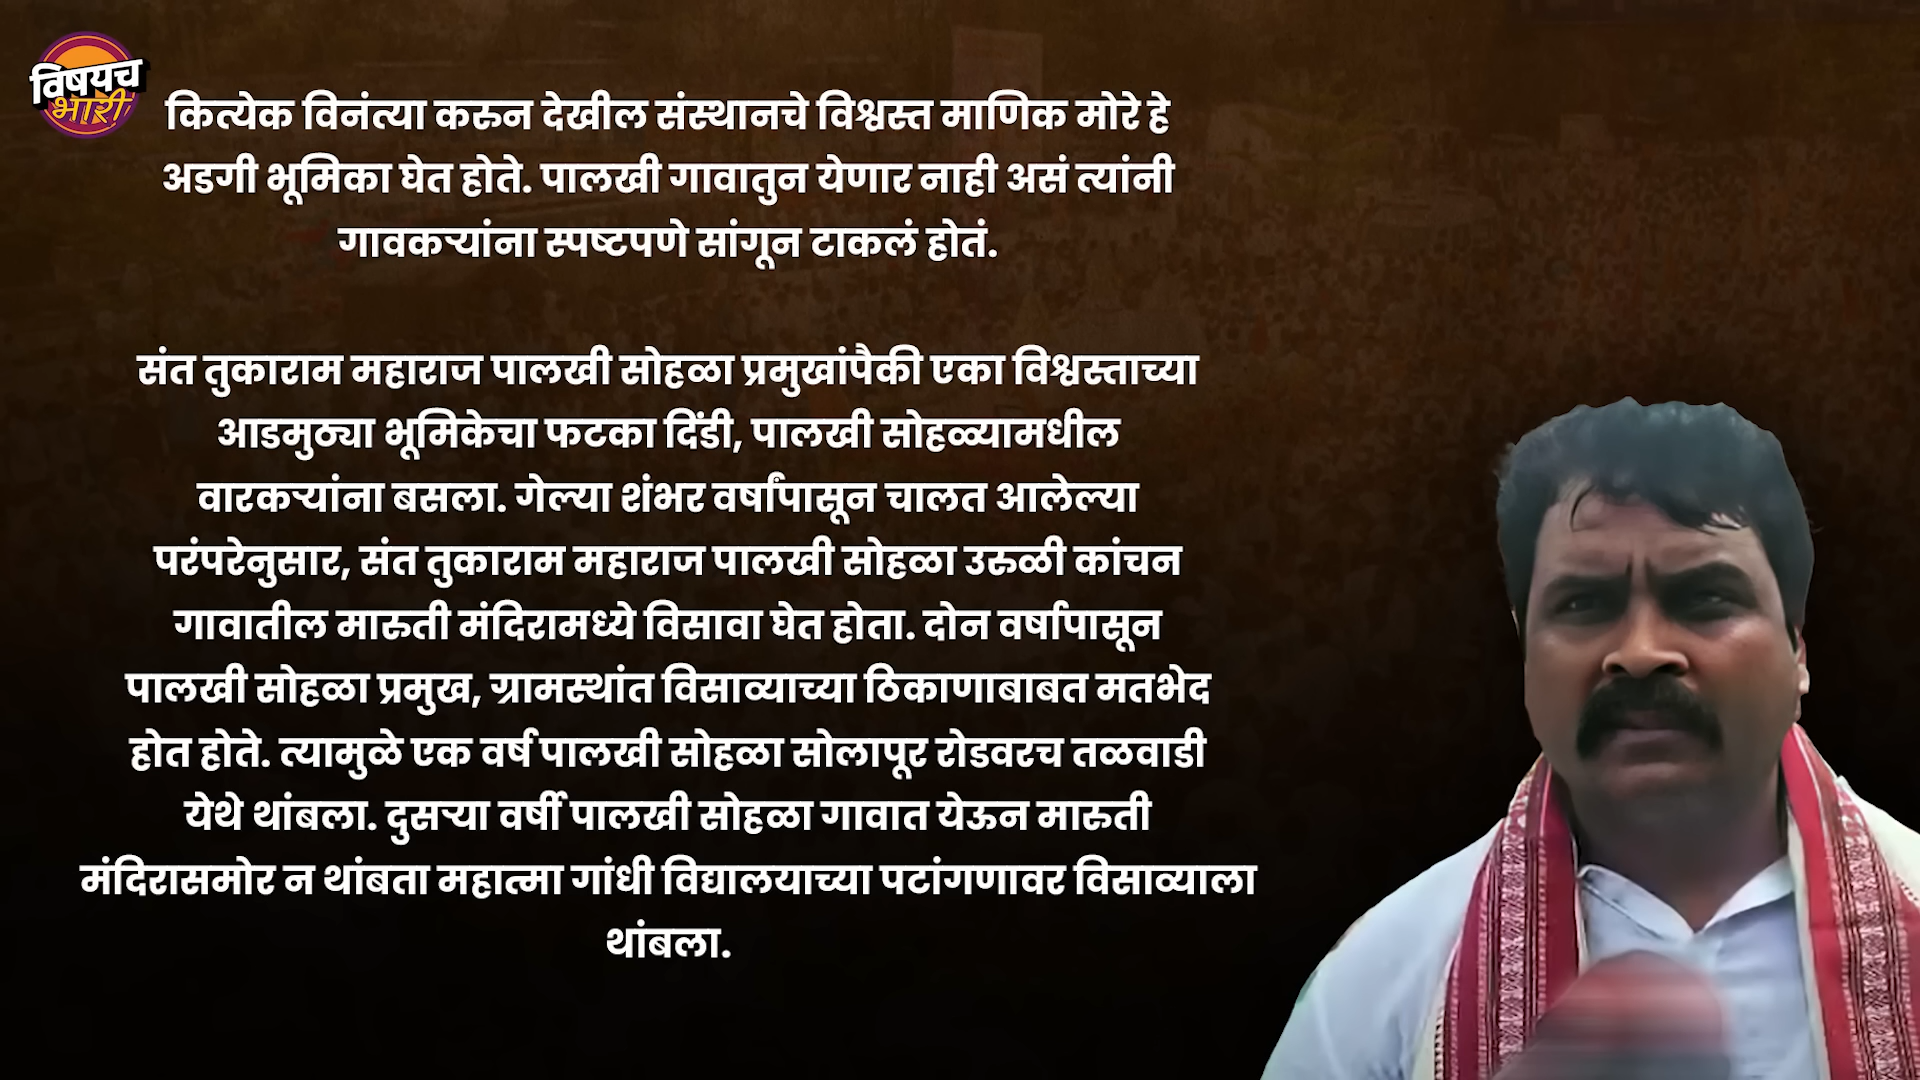 विषयच
भारी
कित्येक विनंत्या करुन देखील संस्थानचे विश्वस्त माणिक मोरे हे
अडगी भूमिका घेत होते. पालखी गावातुन येणार नाही असं त्यांनी
गावकऱ्यांना स्पष्टपणे सांगून टाकलं होतं.
संत तुकाराम महाराज पालखी सोहळा प्रमुखांपैकी एका विश्वस्ताच्या
आडमुठ्या भूमिकेचा फटका दिंडी, पालखी सोहळ्यामधील
वारकऱ्यांना बसला. गेल्या शंभर वर्षांपासून चालत आलेल्या
परंपरेनुसार, संत तुकाराम महाराज पालखी सोहळा उरुळी कांचन
गावातील मारुती मंदिरामध्ये विसावा घेत होता. दोन वर्षापासून
पालखी सोहळा प्रमुख, ग्रामस्थांत विसाव्याच्या ठिकाणाबाबत मतभेद
होत होते. त्यामुळे एक वर्ष पालखी सोहळा सोलापूर रोडवरच तळवाडी
येथे थांबला. दुसऱ्या वर्षी पालखी सोहळा गावात येऊन मारुती
मंदिरासमोर न थांबता महात्मा गांधी विद्यालयाच्या पटांगणावर विसाव्याला
थांबला.